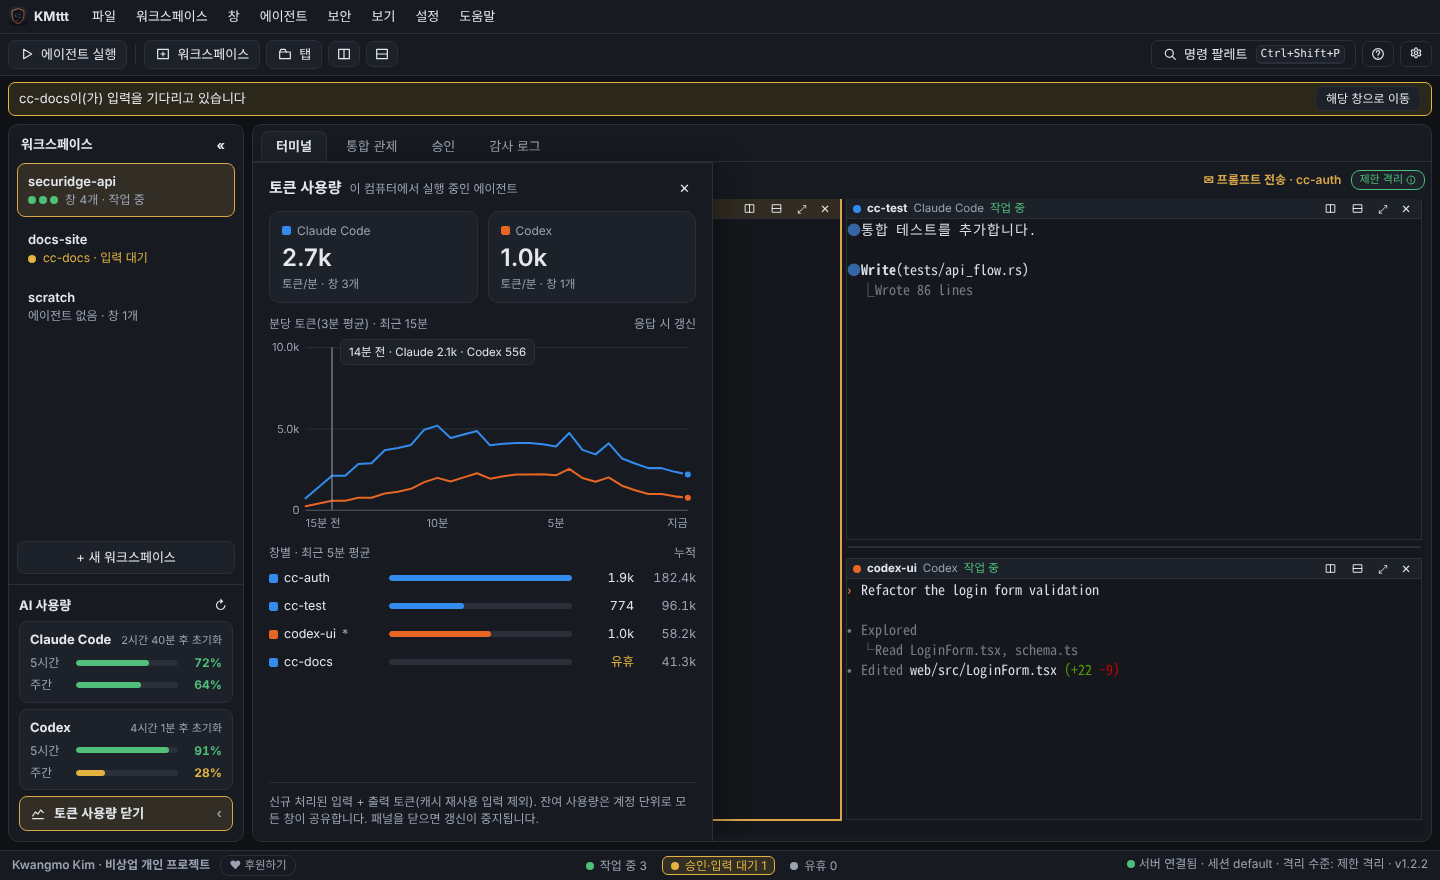 KMttt 파일 워크스페이스 창 에이전트 보안 보기 설정 도움말
에이전트 실행 워크스페이스 탭 명령 팔레트 Ctrl+Shift+P
cc-docs이(가) 입력을 기다리고 있습니다 해당 창으로 이동
워크스페이스 «
securidge-api
창 4개 · 작업 중
docs-site
cc-docs · 입력 대기
scratch
에이전트 없음 · 창 1개
+ 새 워크스페이스
AI 사용량
Claude Code 2시간 40분 후 초기화
5시간 72%
주간 64%
Codex 4시간 1분 후 초기화
5시간 91%
주간 28%
토큰 사용량 닫기 ‹
터미널 통합 관제 승인 감사 로그
✉ 프롬프트 전송 · cc-auth 제한 격리 ⓘ
토큰 사용량 이 컴퓨터에서 실행 중인 에이전트 ×
Claude Code
2.7k
토큰/분 · 창 3개
Codex
1.0k
토큰/분 · 창 1개
분당 토큰(3분 평균) · 최근 15분 응답 시 갱신
10.0k
14분 전 · Claude 2.1k · Codex 556
5.0k
0
15분 전 10분 5분 지금
창별 · 최근 5분 평균 누적
cc-auth 1.9k 182.4k
cc-test 774 96.1k
codex-ui * 1.0k 58.2k
cc-docs 유휴 41.3k
신규 처리된 입력 + 출력 토큰(캐시 재사용 입력 제외). 잔여 사용량은 계정 단위로 모
든 창이 공유합니다. 패널을 닫으면 갱신이 중지됩니다.
cc-test Claude Code 작업 중
통합 테스트를 추가합니다.
Write(tests/api_flow.rs)
⎿Wrote 86 lines
codex-ui Codex 작업 중
› Refactor the login form validation
• Explored
└Read LoginForm.tsx, schema.ts
• Edited web/src/LoginForm.tsx (+22 -9)
Kwangmo Kim · 비상업 개인 프로젝트 ♥ 후원하기
작업 중 3 승인·입력 대기 1 유휴 0
서버 연결됨 · 세션 default · 격리 수준: 제한 격리 · v1.2.2